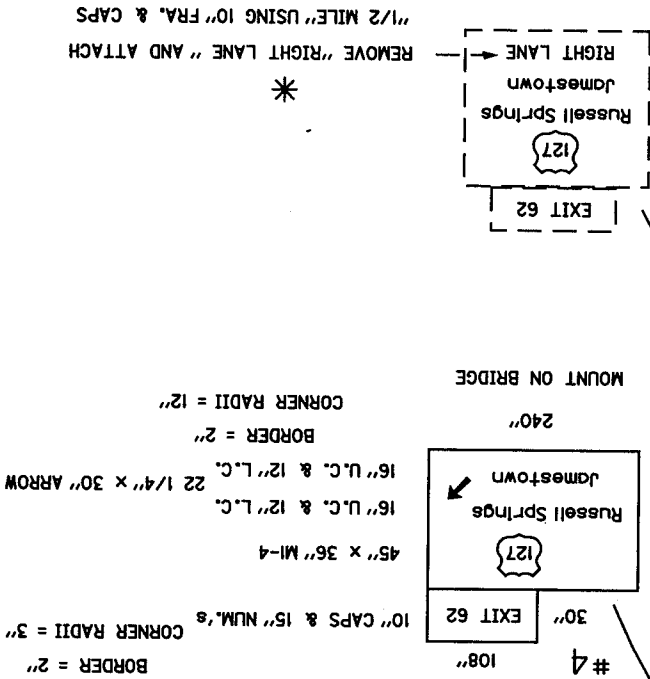 #4
108"
BORDER = 2"
CORNER RADII = 3"
30"
EXIT 62
10" CAPS & 15" NUM.'s
127
45" x 36" M1-4
Russell Springs
16" U.C. & 12" L.C.
Jamestown
16" U.C. & 12" L.C.
22 1/4" x 30" ARROW
240"
BORDER = 2"
CORNER RADII = 12"
MOUNT ON BRIDGE
EXIT 62
127
Russell Springs
Jamestown
RIGHT LANE
*
REMOVE "RIGHT LANE " AND ATTACH
"1/2 MILE" USING 10" FRA. & CAPS